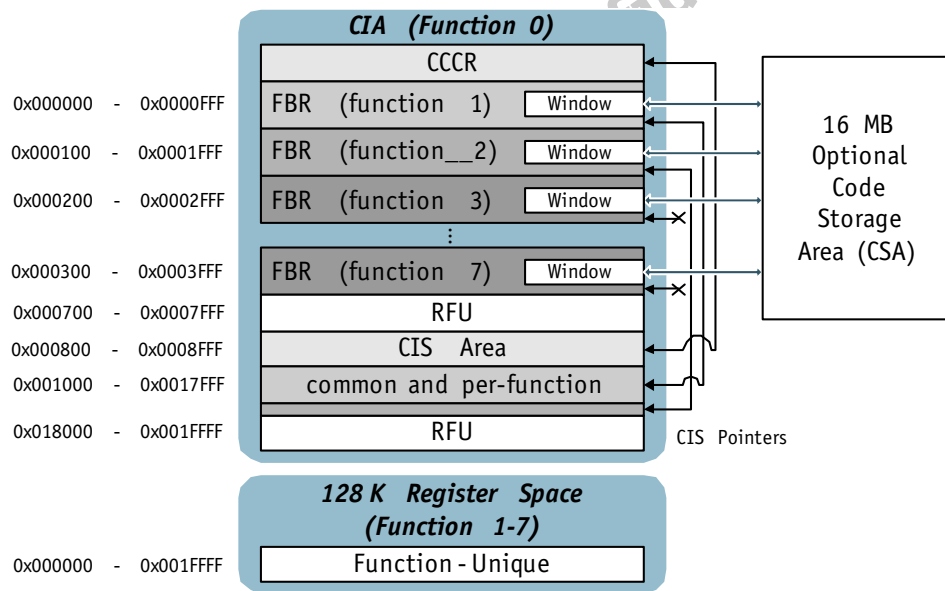 CIA (Function 0)
CCCR
0x000000 - 0x0000FFF
FBR (function 1) Window
0x000100 - 0x0001FFF
FBR (function__2) Window
0x000200 - 0x0002FFF
FBR (function 3) Window
⋮
0x000300 - 0x0003FFF
FBR (function 7) Window
0x000700 - 0x0007FFF
RFU
0x000800 - 0x0008FFF
CIS Area
0x001000 - 0x0017FFF
common and per-function
0x018000 - 0x001FFFF
RFU
16 MB
Optional
Code
Storage
Area (CSA)
CIS Pointers
128 K Register Space
(Function 1-7)
0x000000 - 0x001FFFF
Function - Unique